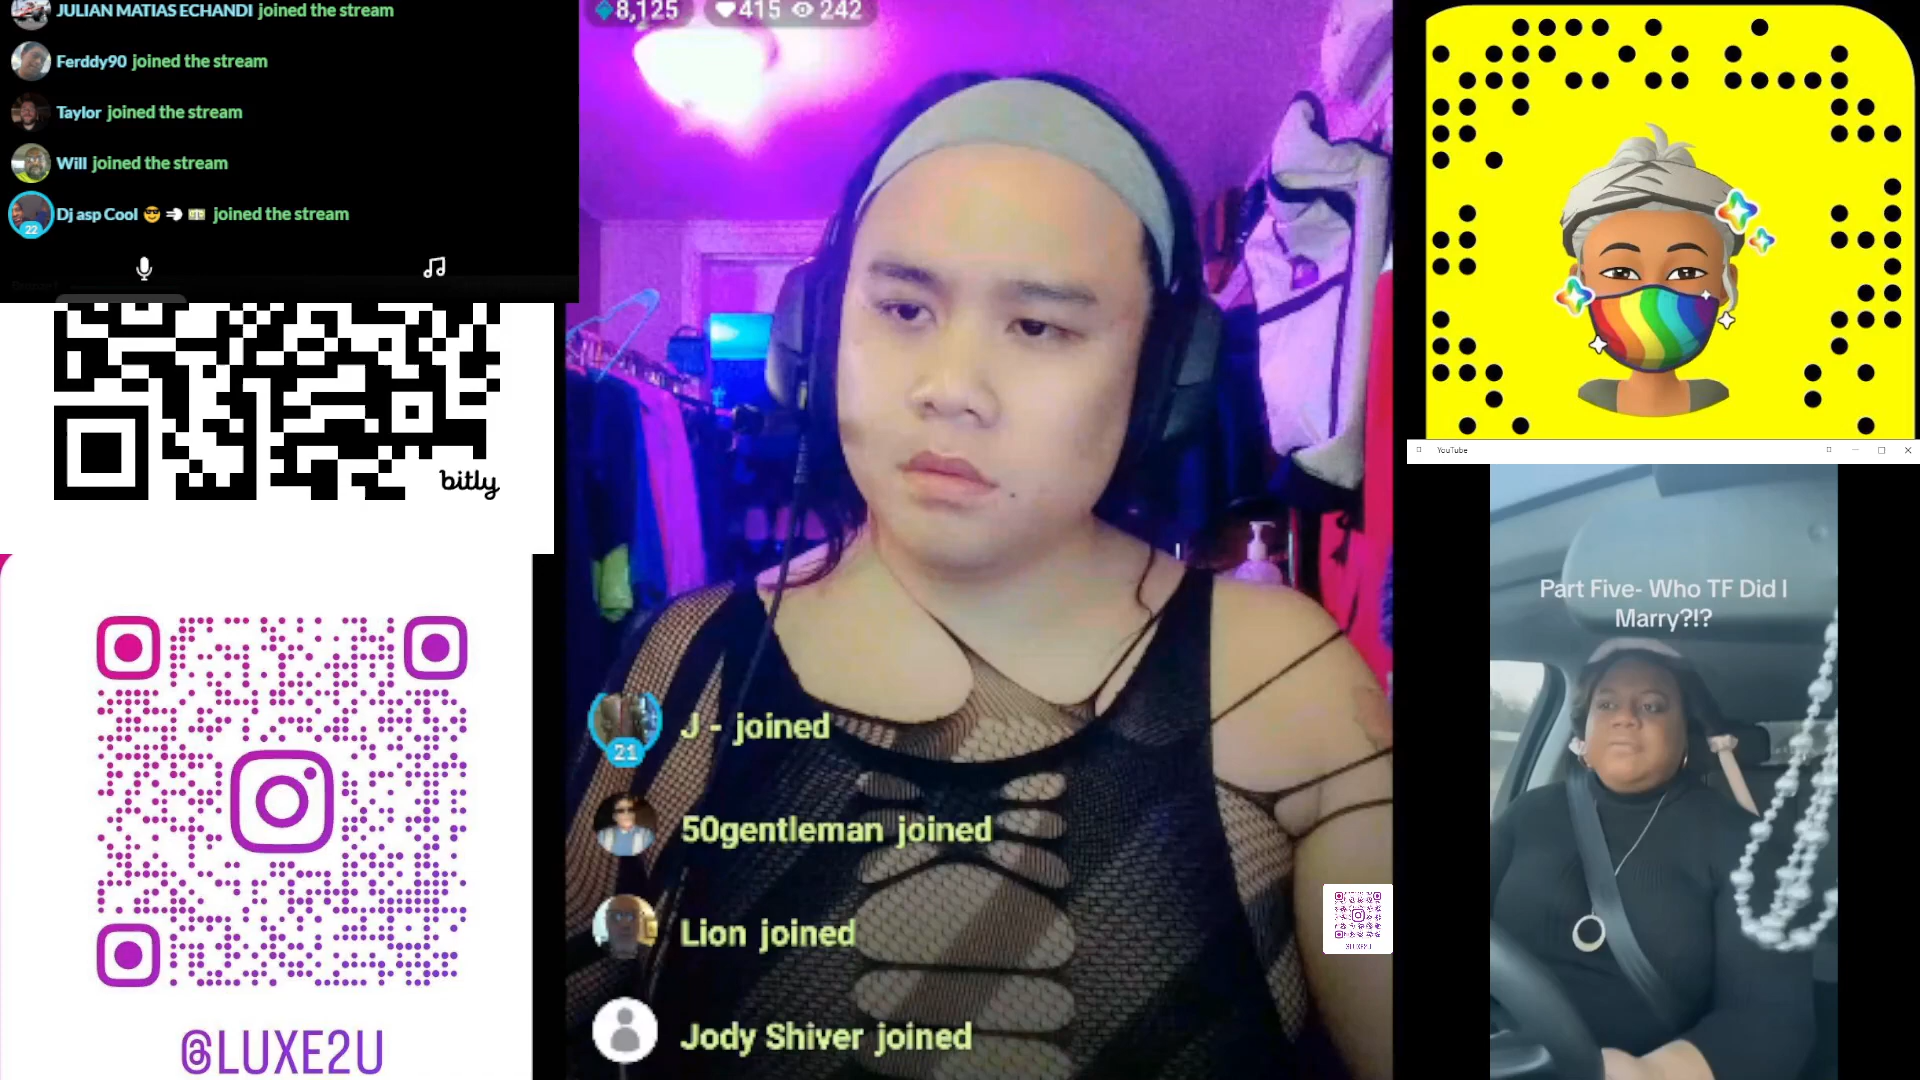 JULIAN MATIAS ECHANDI joined the stream
Ferddy90 joined the stream
Taylor joined the stream
Will joined the stream
22
Dj asp Cool 😎 💨 💵 joined the stream
bitly
@LUXE2U
8,125 415 242
J - joined
21
50gentleman joined
Lion joined
Jody Shiver joined
@LUXE2U
YouTube
Part Five- Who TF Did I
Marry?!?